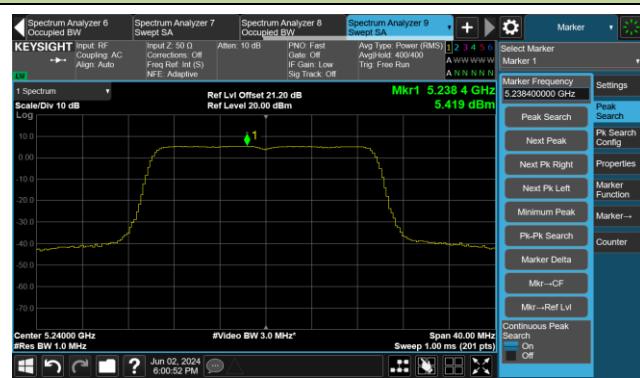 Spectrum Analyzer 6
Occupied BW
Spectrum Analyzer 7
Swept SA
Spectrum Analyzer 8
Occupied BW
Spectrum Analyzer 9
Swept SA
Marker
KEYSIGHT
Input: RF
Coupling: AC
Align: Auto
Input Z: 50 Ω
Corrections: Off
Freq Ref: Int (S)
NFE: Adaptive
Atten: 10 dB
PNO: Fast
Gate: Off
IF Gain: Low
Sig Track: Off
Avg Type: Power (RMS)
Avg|Hold: 400/400
Trig: Free Run
1 2 3 4 5 6
A W W W W W
A N N N N N
LW
Select Marker
Marker 1
1 Spectrum
Scale/Div 10 dB
Log
Ref Lvl Offset 21.20 dB
Ref Level 20.00 dBm
Mkr1 5.238 4 GHz
5.419 dBm
10.0
0.00
-10.0
-20.0
-30.0
-40.0
-50.0
-60.0
-70.0
1
Center 5.24000 GHz
#Res BW 1.0 MHz
#Video BW 3.0 MHz*
Span 40.00 MHz
Sweep 1.00 ms (201 pts)
Marker Frequency
5.238400000 GHz
Peak Search
Next Peak
Next Pk Right
Next Pk Left
Minimum Peak
Pk-Pk Search
Marker Delta
Mkr→CF
Mkr→Ref Lvl
Continuous Peak
Search
On
Off
Settings
Peak
Search
Pk Search
Config
Properties
Marker
Function
Marker→
Counter
?
Jun 02, 2024
6:00:52 PM